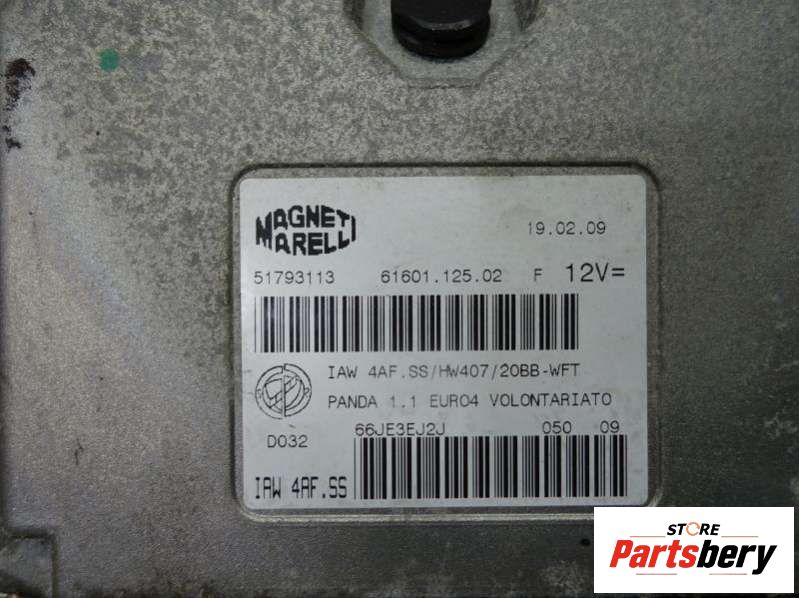 MAGNETI
MARELLI
19.02.09
51793113 61601.125.02 F 12V=
IAW 4AF.SS/HW407/20BB-WFT
PANDA 1.1 EURO4 VOLONTARIATO
D032 66JE3EJ2J 050 09
IAW 4AF.SS
STORE
Partsbery